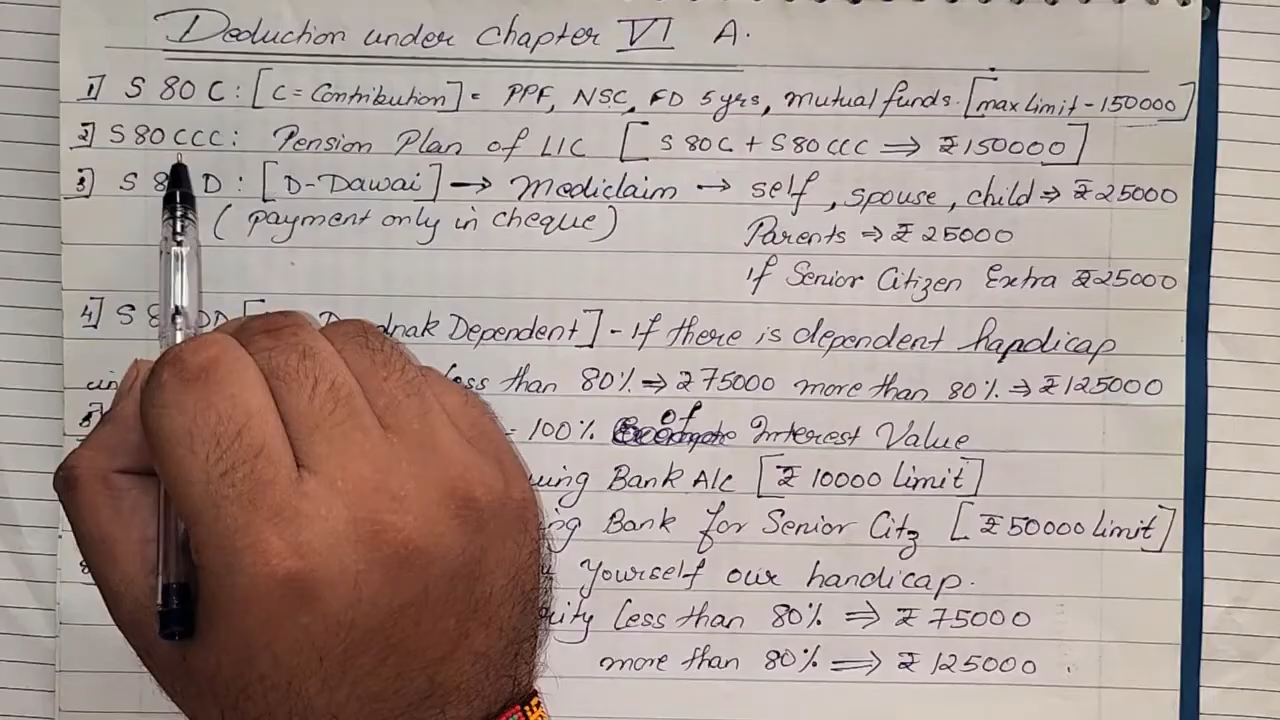 Deduction under Chapter VI A.
1] S 80 C: [C = Contribution] = PPF, NSC, FD 5 yrs, mutual funds. [max Limit - 150000]
2] S 80 CCC: Pension Plan of LIC [S 80C + S 80 CCC ⇒ ₹150000]
3] S 8 D: [D-Dawai] → Mediclaim → self, spouse, child ⇒ ₹25000
(payment only in cheque) Parents ⇒ ₹25000
If Senior Citizen Extra ₹25000
4] S 8 DD [ dnak Dependent] - If there is dependent handicap
less than 80% ⇒ ₹75000 more than 80% ⇒ ₹125000
= 100% of Interest Value
Bank A/c [₹10000 limit]
Bank for Senior Citz [₹50000 limit]
Yourself our handicap.
less than 80% ⇒ ₹75000
more than 80% ⇒ ₹125000.